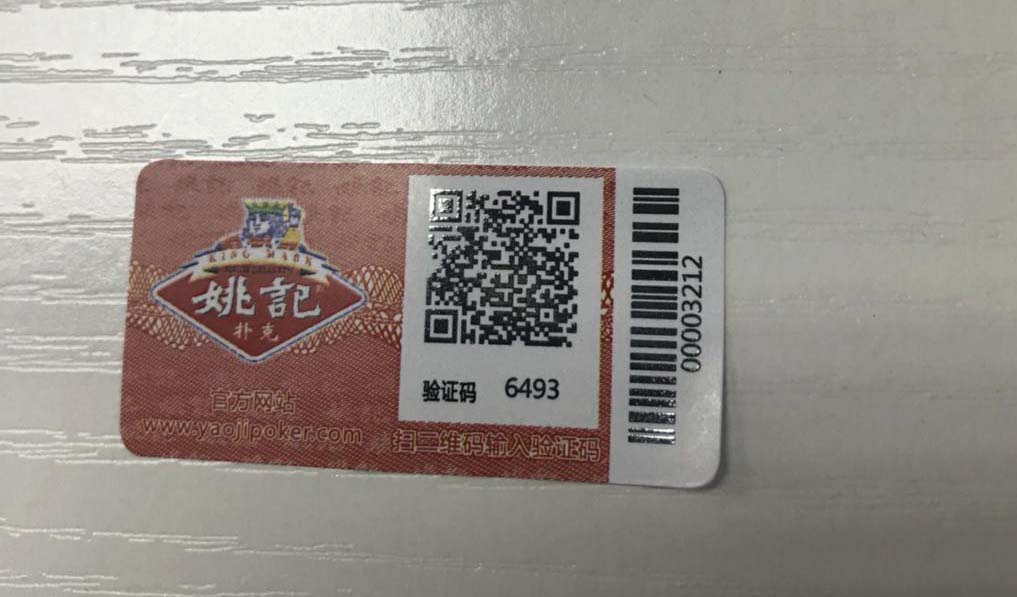 KING MARK
姚記
扑克
官方网站
www.yaojipoker.com
验证码 6493
扫二维码输入验证码
00003212